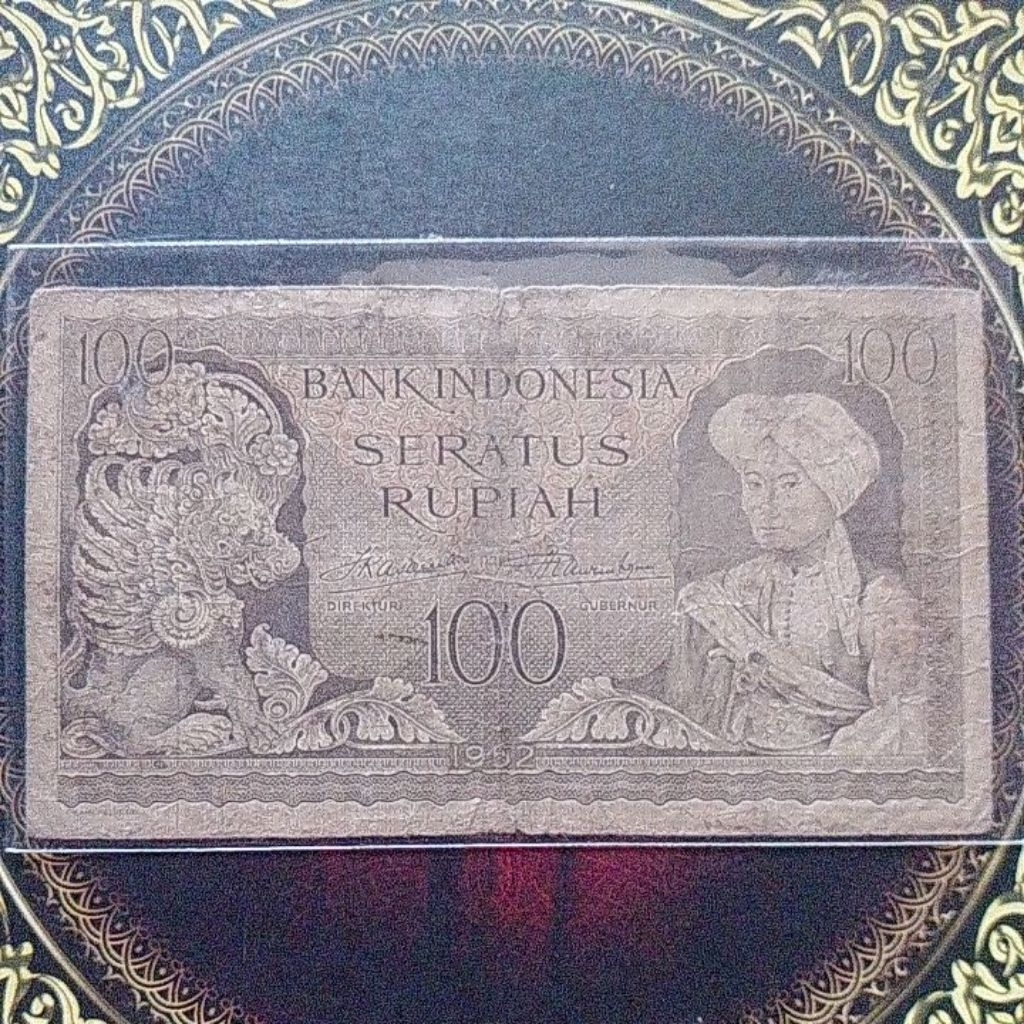 100 100
BANK INDONESIA
SERATUS
RUPIAH
DIREKTUR GUBERNUR
100
1952